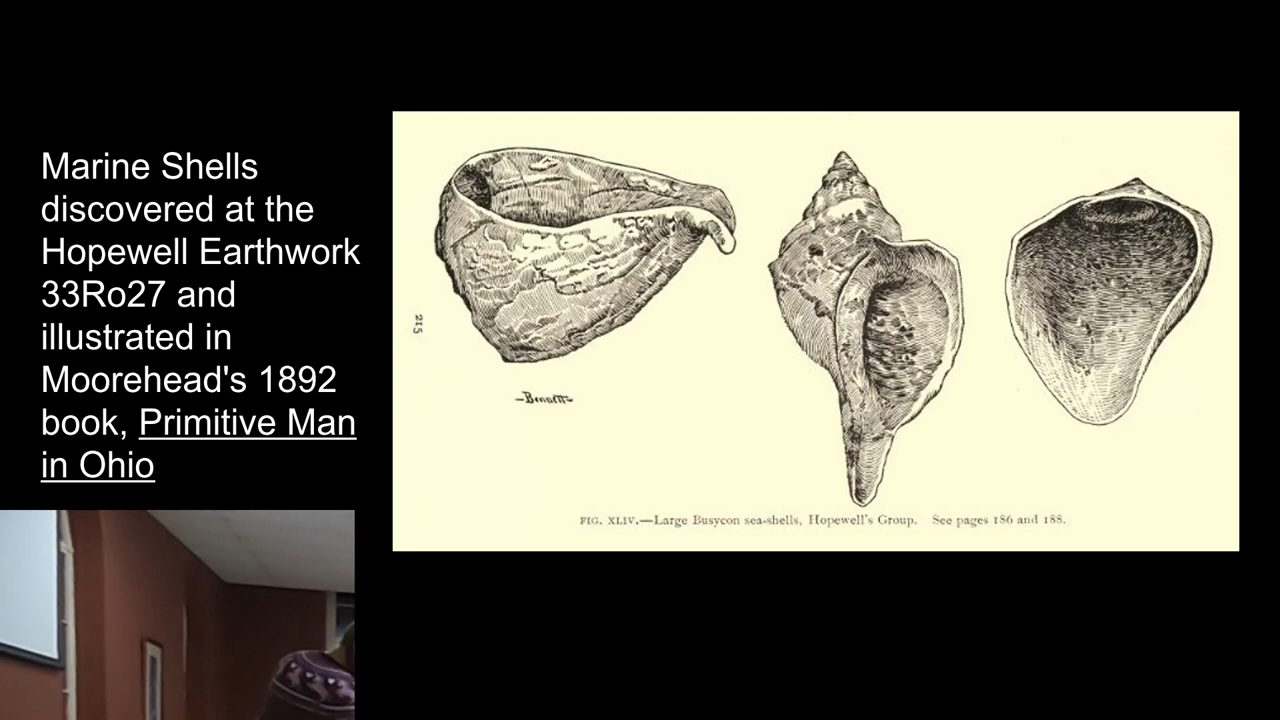 Marine Shells
discovered at the
Hopewell Earthwork
33Ro27 and
illustrated in
Moorehead's 1892
book, Primitive Man
in Ohio
215
-Bennett-
FIG. XLIV.—Large Busycon sea-shells, Hopewell's Group. See pages 186 and 188.